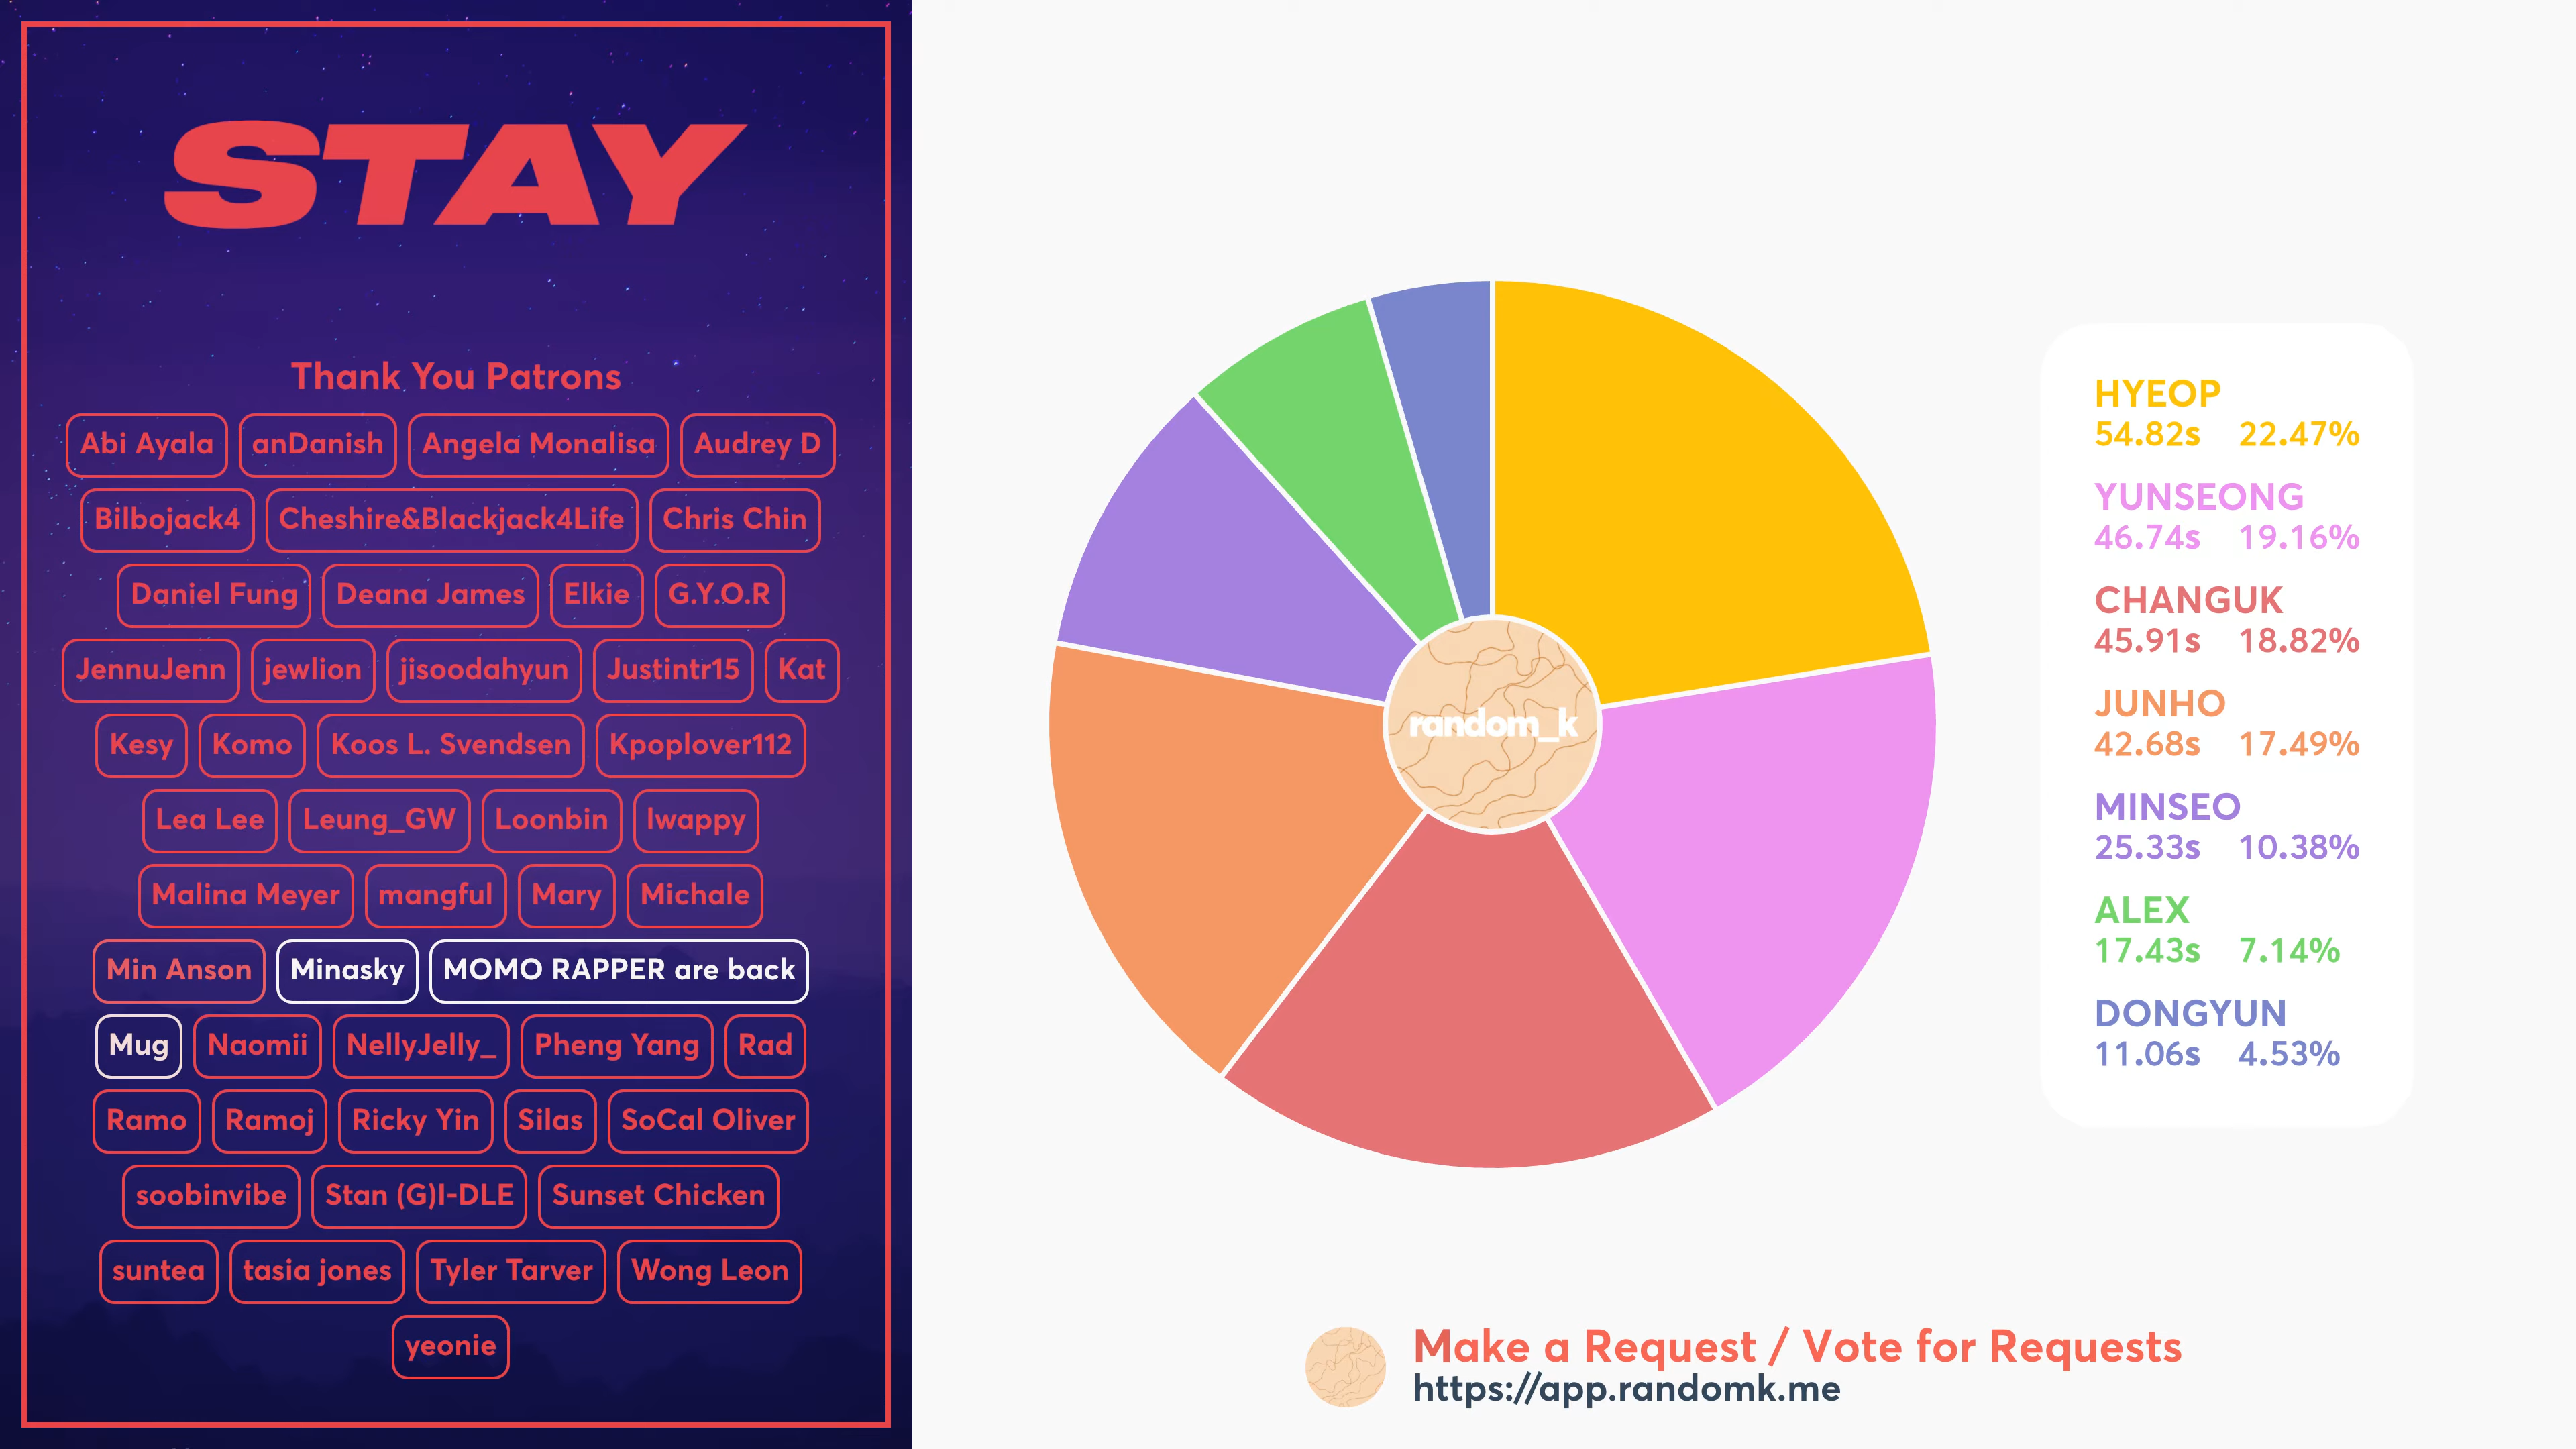 STAY
Thank You Patrons
Abi Ayala anDanish Angela Monalisa Audrey D
Bilbojack4 Cheshire&Blackjack4Life Chris Chin
Daniel Fung Deana James Elkie G.Y.O.R
JennuJenn jewlion jisoodahyun Justintr15 Kat
Kesy Komo Koos L. Svendsen Kpoplover112
Lea Lee Leung_GW Loonbin lwappy
Malina Meyer mangful Mary Michale
Min Anson Minasky MOMO RAPPER are back
Mug Naomii NellyJelly_ Pheng Yang Rad
Ramo Ramoj Ricky Yin Silas SoCal Oliver
soobinvibe Stan (G)I-DLE Sunset Chicken
suntea tasia jones Tyler Tarver Wong Leon
yeonie
random_k
HYEOP
54.82s 22.47%
YUNSEONG
46.74s 19.16%
CHANGUK
45.91s 18.82%
JUNHO
42.68s 17.49%
MINSEO
25.33s 10.38%
ALEX
17.43s 7.14%
DONGYUN
11.06s 4.53%
Make a Request / Vote for Requests
https://app.randomk.me